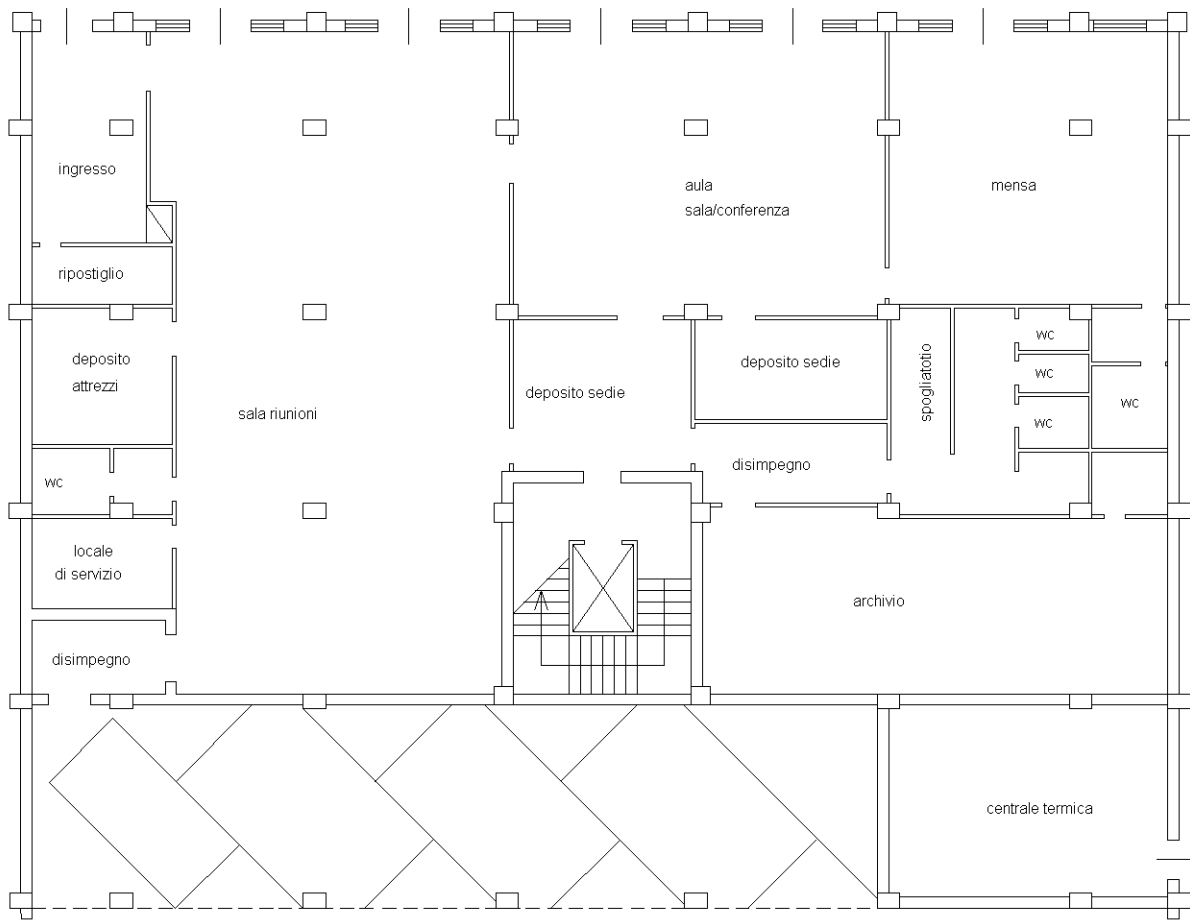 ingresso
aula
sala/conferenza
mensa
ripostiglio
deposito
attrezzi
sala riunioni
deposito sedie
deposito sedie
spogliatotio
wc
wc
wc
wc
wc
disimpegno
locale
di servizio
archivio
disimpegno
centrale termica